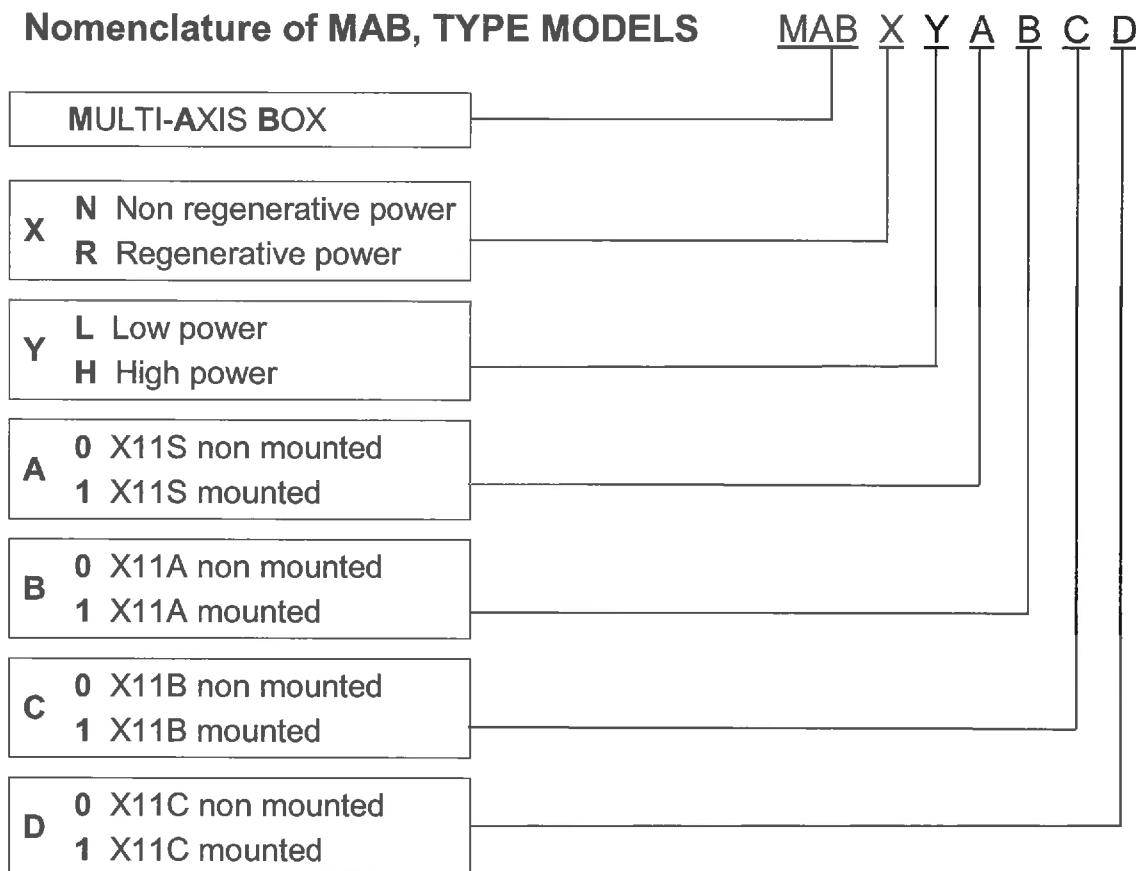 Nomenclature of MAB, TYPE MODELS MAB X Y A B C D
MULTI-AXIS BOX
X
N Non regenerative power
R Regenerative power
Y
L Low power
H High power
A
0 X11S non mounted
1 X11S mounted
B
0 X11A non mounted
1 X11A mounted
C
0 X11B non mounted
1 X11B mounted
D
0 X11C non mounted
1 X11C mounted